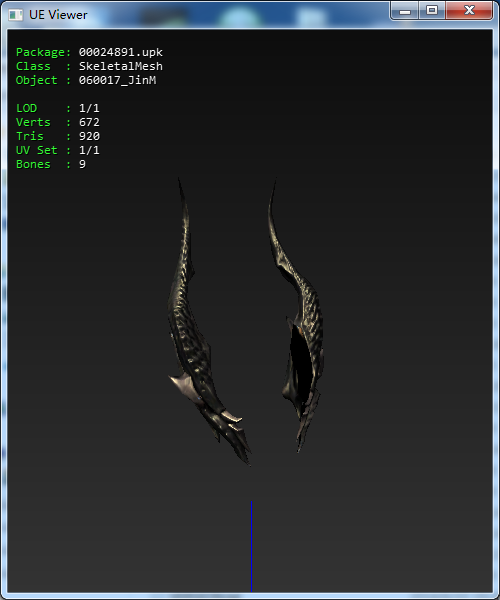 UE Viewer
Package: 00024891.upk
Class : SkeletalMesh
Object : 060017_JinM
LOD : 1/1
Verts : 672
Tris : 920
UV Set : 1/1
Bones : 9